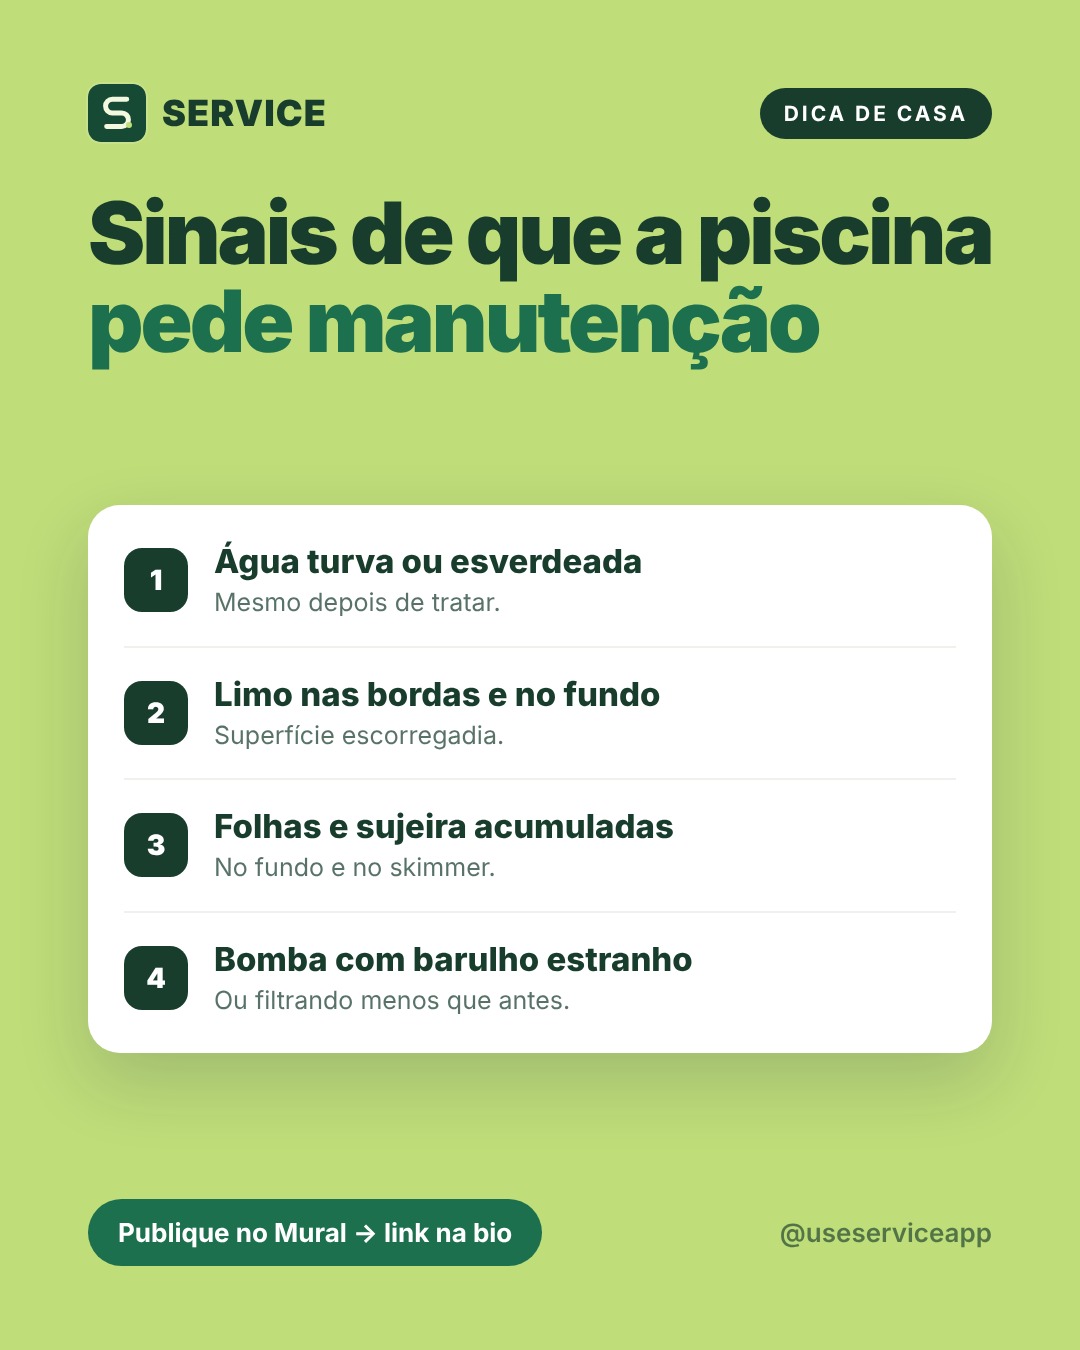 SERVICE
DICA DE CASA
Sinais de que a piscina
pede manutenção
1
Água turva ou esverdeada
Mesmo depois de tratar.
2
Limo nas bordas e no fundo
Superfície escorregadia.
3
Folhas e sujeira acumuladas
No fundo e no skimmer.
4
Bomba com barulho estranho
Ou filtrando menos que antes.
Publique no Mural → link na bio
@useserviceapp